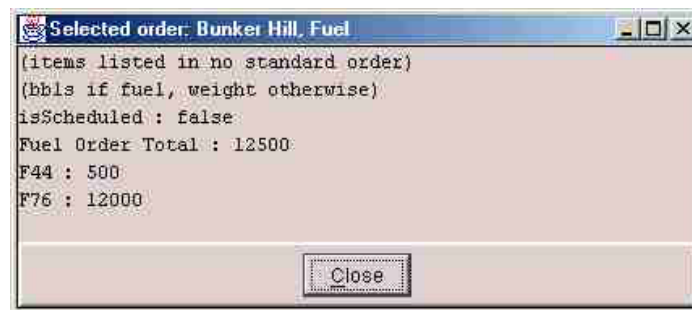 Selected order: Bunker Hill, Fuel
(items listed in no standard order)
(bbls if fuel, weight otherwise)
isScheduled : false
Fuel Order Total : 12500
F44 : 500
F76 : 12000
Close